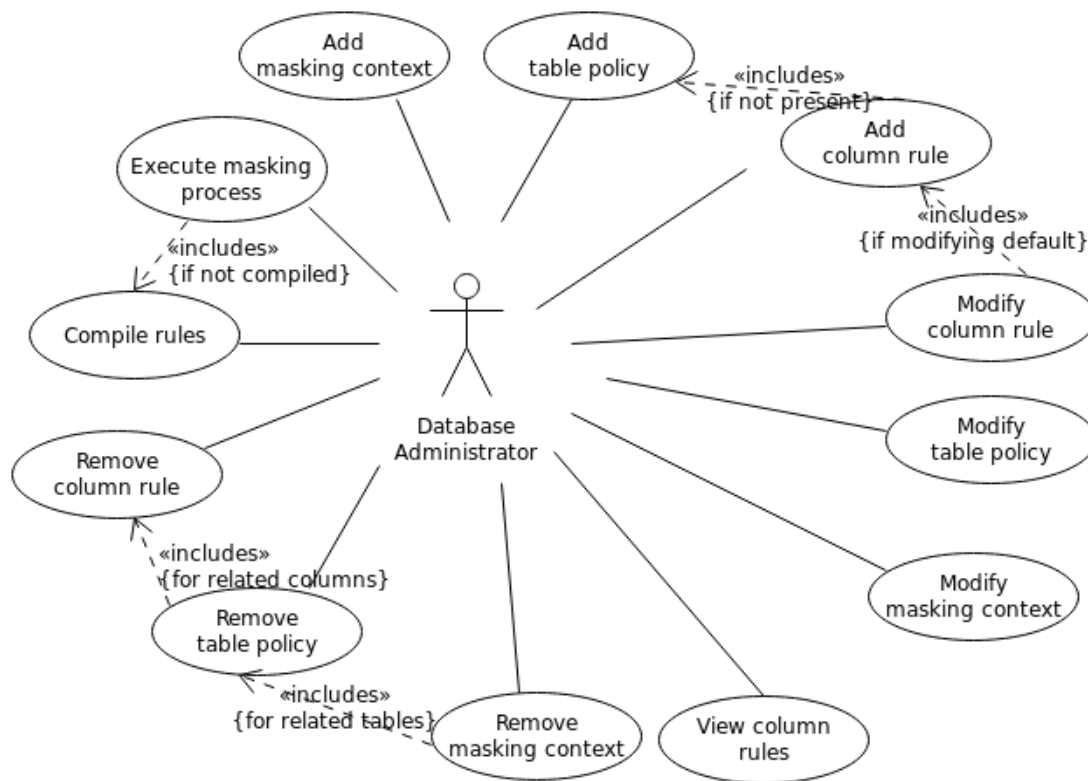 Add
masking context
Add
table policy
«includes»
{if not present}
Add
column rule
Execute masking
process
«includes»
{if not compiled}
«includes»
{if modifying default}
Compile rules
Modify
column rule
Database
Administrator
Modify
table policy
Remove
column rule
«includes»
{for related columns}
Modify
masking context
Remove
table policy
«includes»
{for related tables}
Remove
masking context
View column
rules